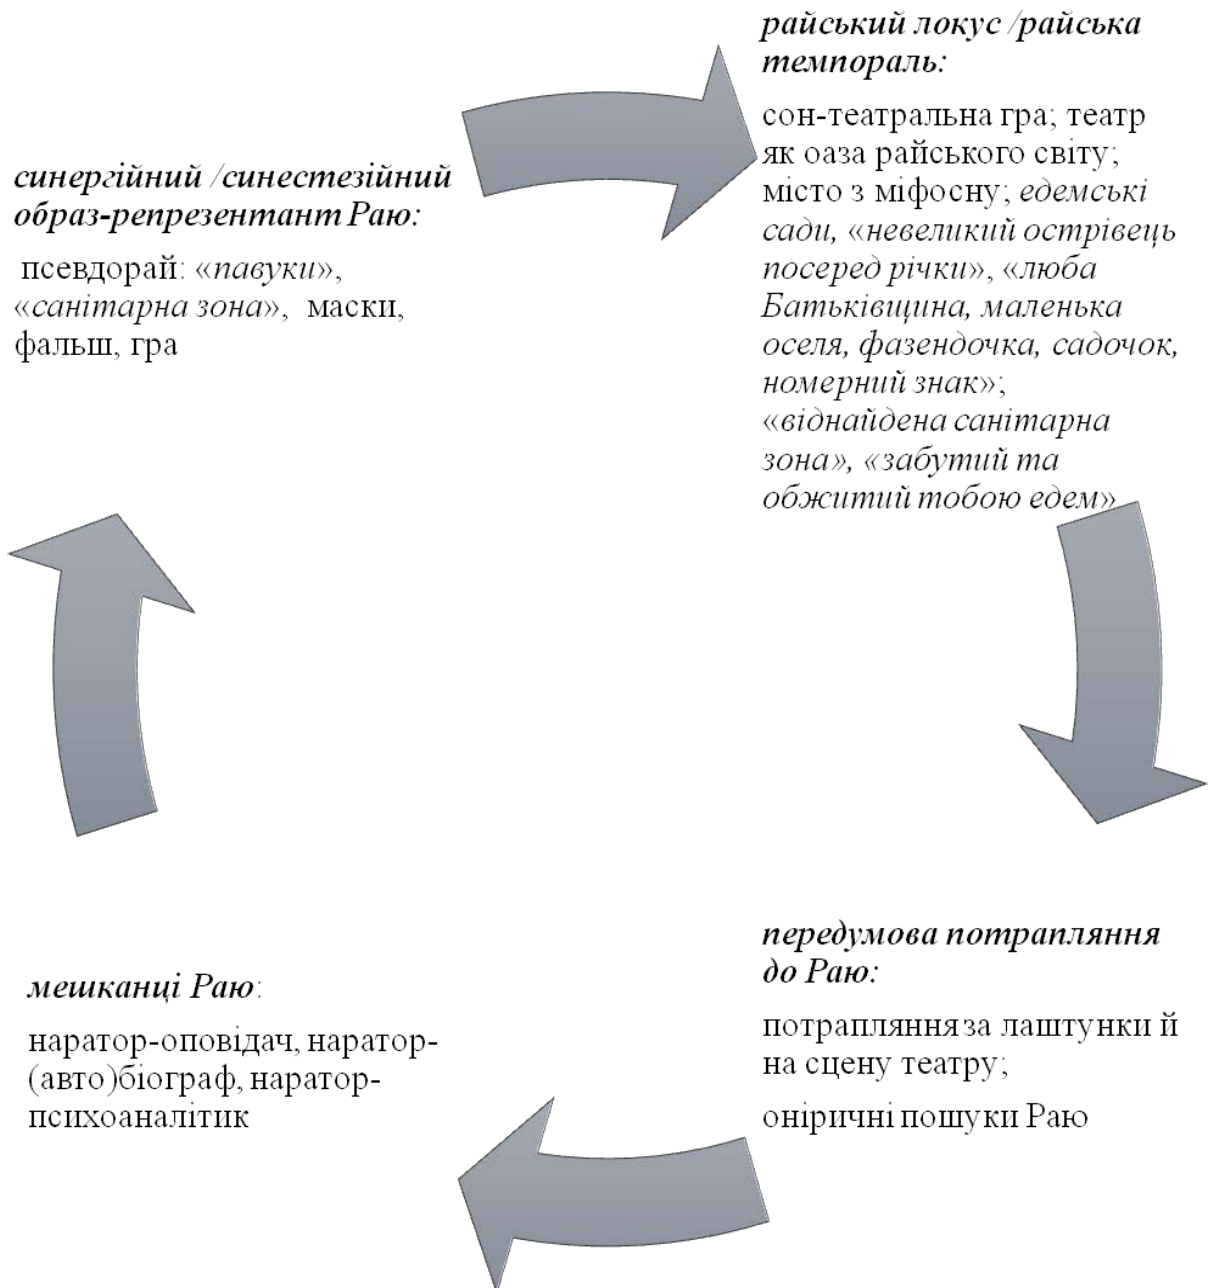 синергійний /синестезійний
образ-репрезентант Раю:
псевдорай: «павуки»,
«санітарна зона», маски,
фальш, гра
райський локус /райська
темпораль:
сон-театральна гра; театр
як оаза райського світу;
місто з міфосну; едемські
сади, «невеликий острівець
посеред річки», «люба
Батьківщина, маленька
оселя, фазендочка, садочок,
номерний знак»;
«віднайдена санітарна
зона», «забутий та
обжитий тобою едем»
передумова потрапляння
до Раю:
потрапляння за лаштунки й
на сцену театру;
оніричні пошуки Раю
мешканці Раю:
наратор-оповідач, наратор-
(авто)біограф, наратор-
психоаналітик